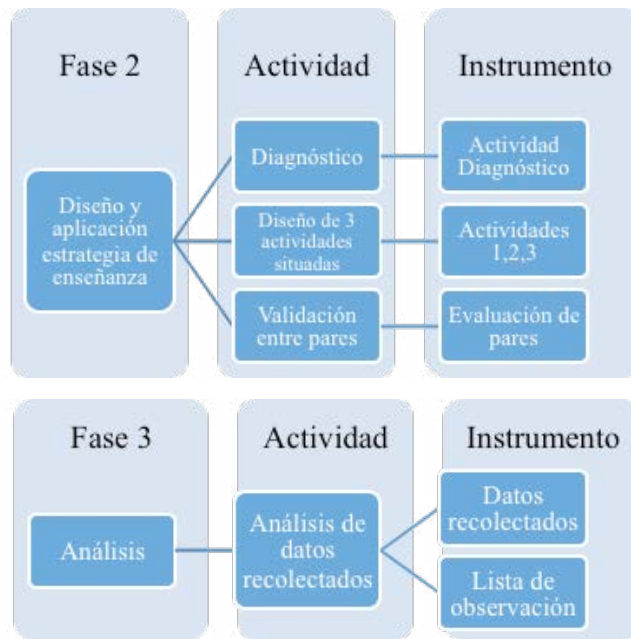 Fase 2
Actividad
Instrumento
Diseño y
aplicación
estrategia de
enseñanza
Diagnóstico
Actividad
Diagnóstico
Diseño de 3
actividades
situadas
Actividades
1,2,3
Validación
entre pares
Evaluación de
pares
Fase 3
Actividad
Instrumento
Análisis
Análisis de
datos
recolectados
Datos
recolectados
Lista de
observación